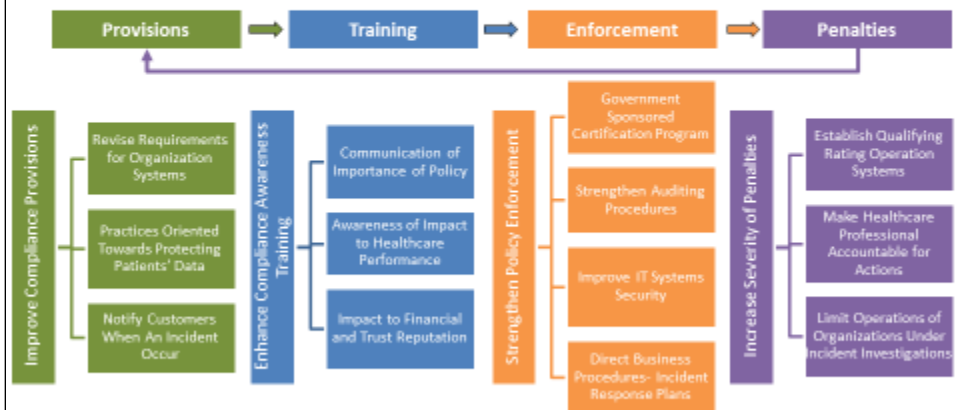 Provisions
Training
Enforcement
Penalties
Improve Compliance Provisions
Revise Requirements
for Organization
Systems
Practices Oriented
Towards Protecting
Patients' Data
Notify Customers
When An Incident
Occur
Enhance Compliance Awareness
Training
Communication of
Importance of Policy
Awareness of Impact
to Healthcare
Performance
Impact to Financial
and Trust Reputation
Strengthen Policy Enforcement
Government
Sponsored
Certification Program
Strengthen Auditing
Procedures
Improve IT Systems
Security
Direct Business
Procedures- Incident
Response Plans
Increase Severity of Penalties
Establish Qualifying
Rating Operation
Systems
Make Healthcare
Professional
Accountable for
Actions
Limit Operations of
Organizations Under
Incident Investigations